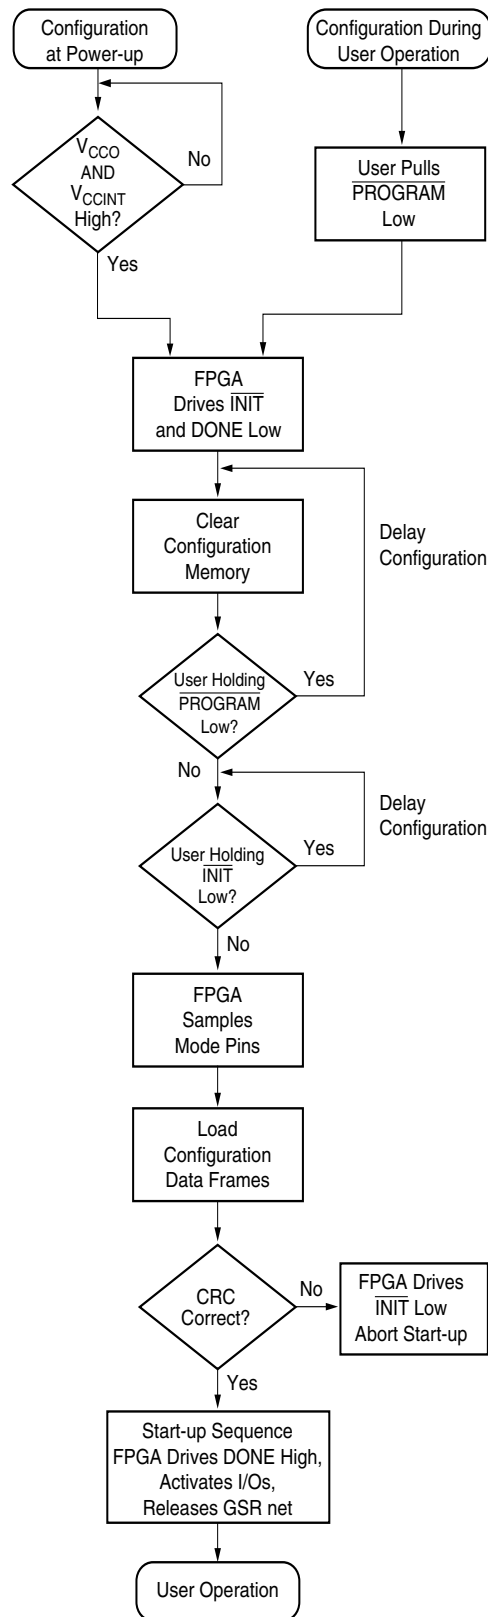 Configuration
at Power-up
Configuration During
User Operation
VCCO
AND
VCCINT
High?
No
Yes
User Pulls
PROGRAM
Low
FPGA
Drives INIT
and DONE Low
Clear
Configuration
Memory
Delay
Configuration
User Holding
PROGRAM
Low?
Yes
No
Delay
Configuration
User Holding
INIT
Low?
Yes
No
FPGA
Samples
Mode Pins
Load
Configuration
Data Frames
CRC
Correct?
No
FPGA Drives
INIT Low
Abort Start-up
Yes
Start-up Sequence
FPGA Drives DONE High,
Activates I/Os,
Releases GSR net
User Operation